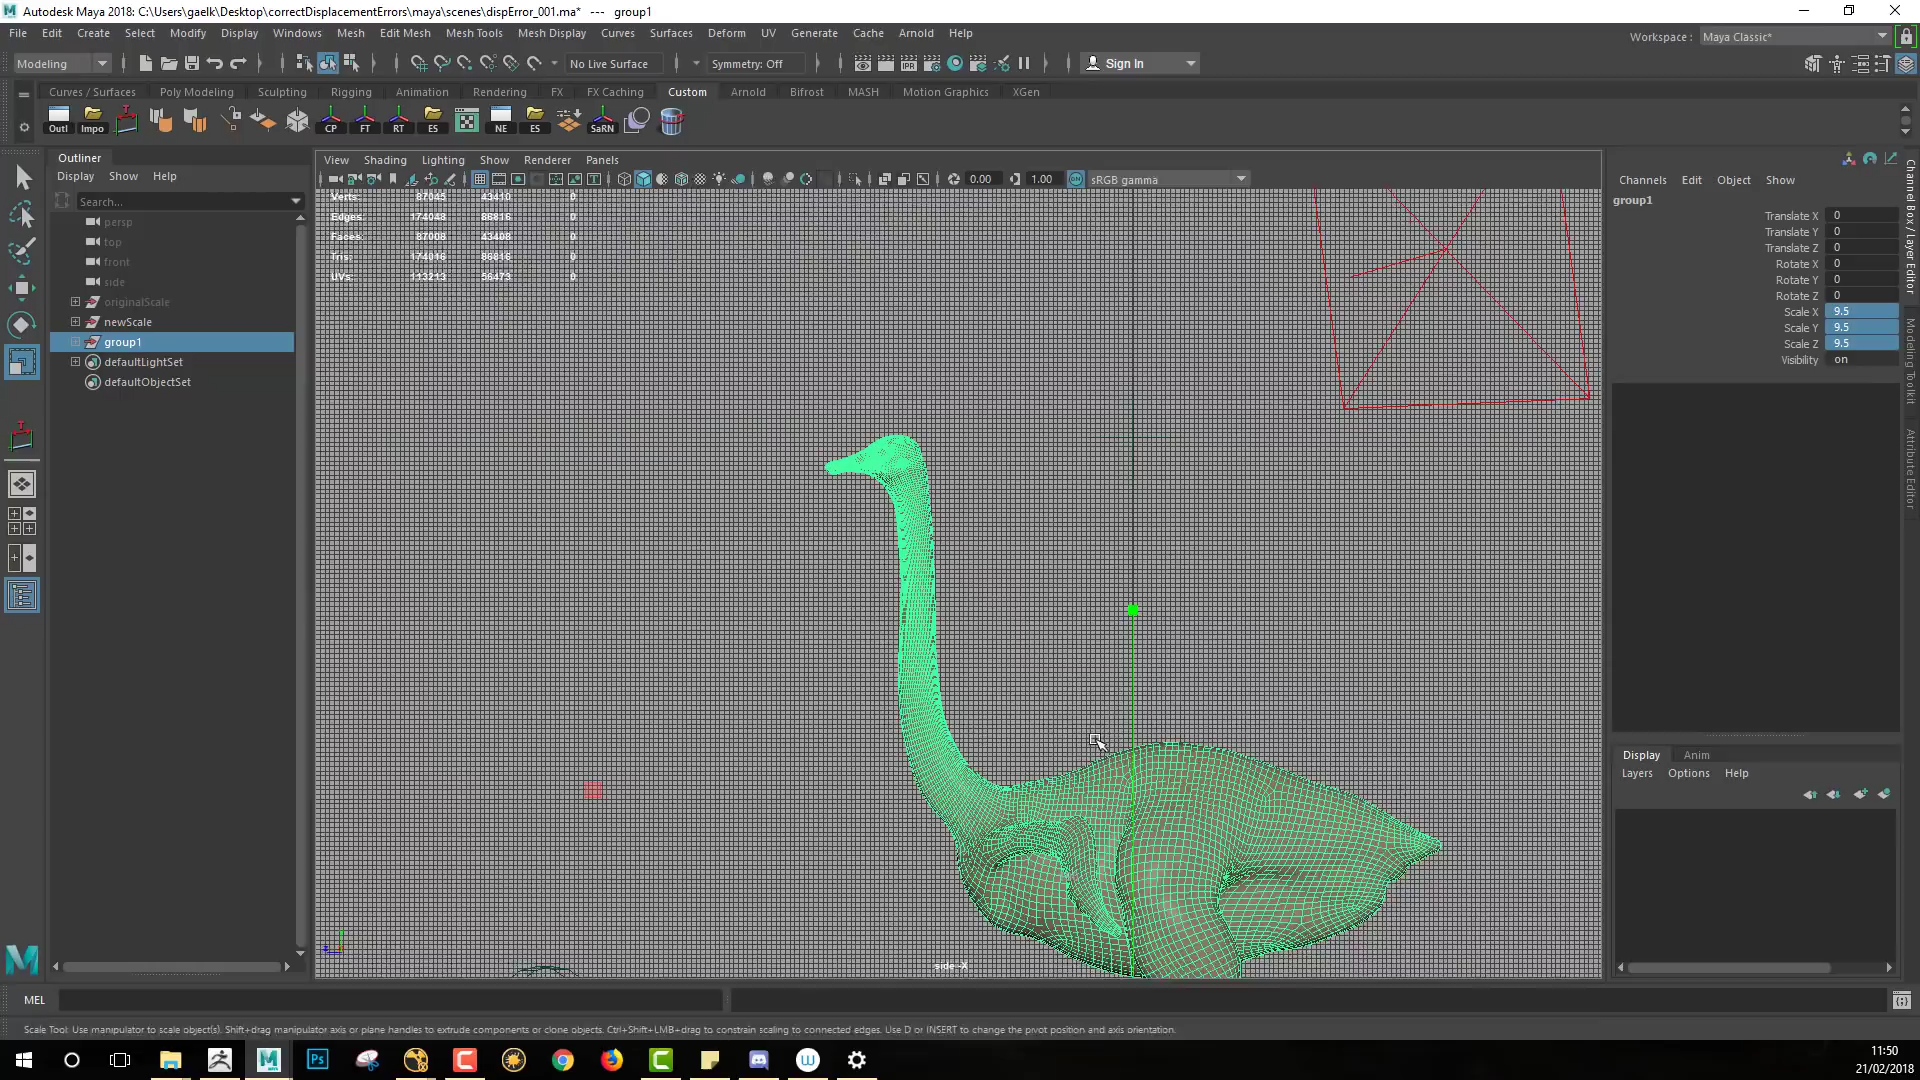 Autodesk Maya 2018: C:\Users\gaelk\Desktop\correctDisplacementErrors\maya\scenes\dispError_001.ma* --- group1
File Edit Create Select Modify Display Windows Mesh Edit Mesh Mesh Tools Mesh Display Curves Surfaces Deform UV Generate Cache Arnold Help
Workspace : Maya Classic*
Modeling No Live Surface Symmetry: Off Sign In
Curves / Surfaces Poly Modeling Sculpting Rigging Animation Rendering FX FX Caching Custom Arnold Bifrost MASH Motion Graphics XGen
Outl Impo CP FT RT ES NE ES SaRN
Outliner
Display Show Help
Search...
persp
top
front
side
originalScale
newScale
group1
defaultLightSet
defaultObjectSet
View Shading Lighting Show Renderer Panels
0.00 1.00 sRGB gamma
Verts: 87045 43410 0
Edges: 174048 86816 0
Faces: 87008 43408 0
Tris: 174016 86816 0
UVs: 113213 56473 0
side -X
Channels Edit Object Show
group1
Translate X 0
Translate Y 0
Translate Z 0
Rotate X 0
Rotate Y 0
Rotate Z 0
Scale X 9.5
Scale Y 9.5
Scale Z 9.5
Visibility on
Channel Box / Layer Editor
Modeling Toolkit
Attribute Editor
Display Anim
Layers Options Help
MEL
Scale Tool: Use manipulator to scale object(s). Shift+drag manipulator axis or plane handles to extrude components or clone objects. Ctrl+Shift+LMB+drag to constrain scaling to connected edges. Use D or INSERT to change the pivot position and axis orientation.
11:50
21/02/2018